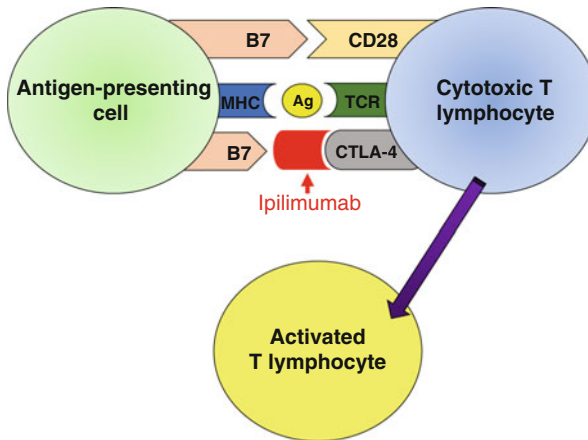 B7
CD28
Antigen-presenting
cell
MHC
Ag
TCR
Cytotoxic T
lymphocyte
B7
CTLA-4
Ipilimumab
Activated
T lymphocyte